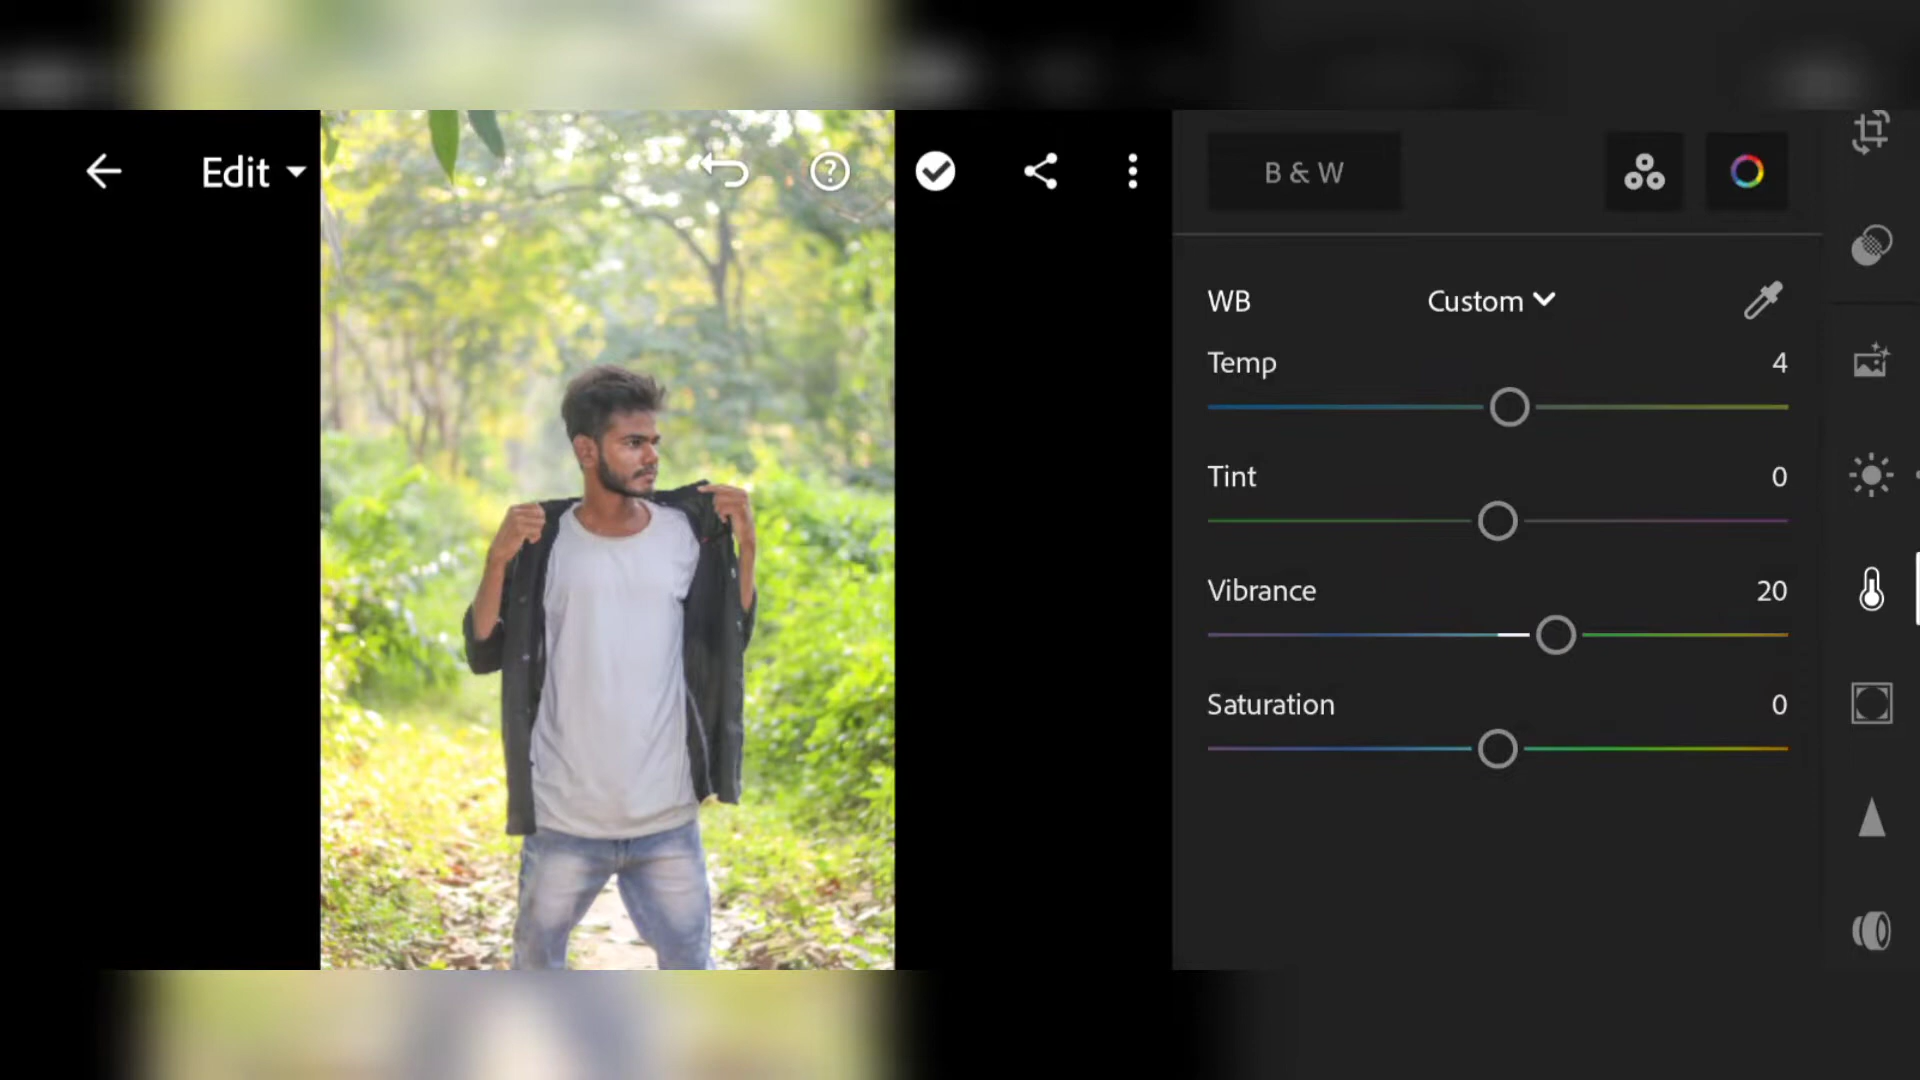 Edit
B & W
WB Custom
Temp 4
Tint 0
Vibrance 20
Saturation 0